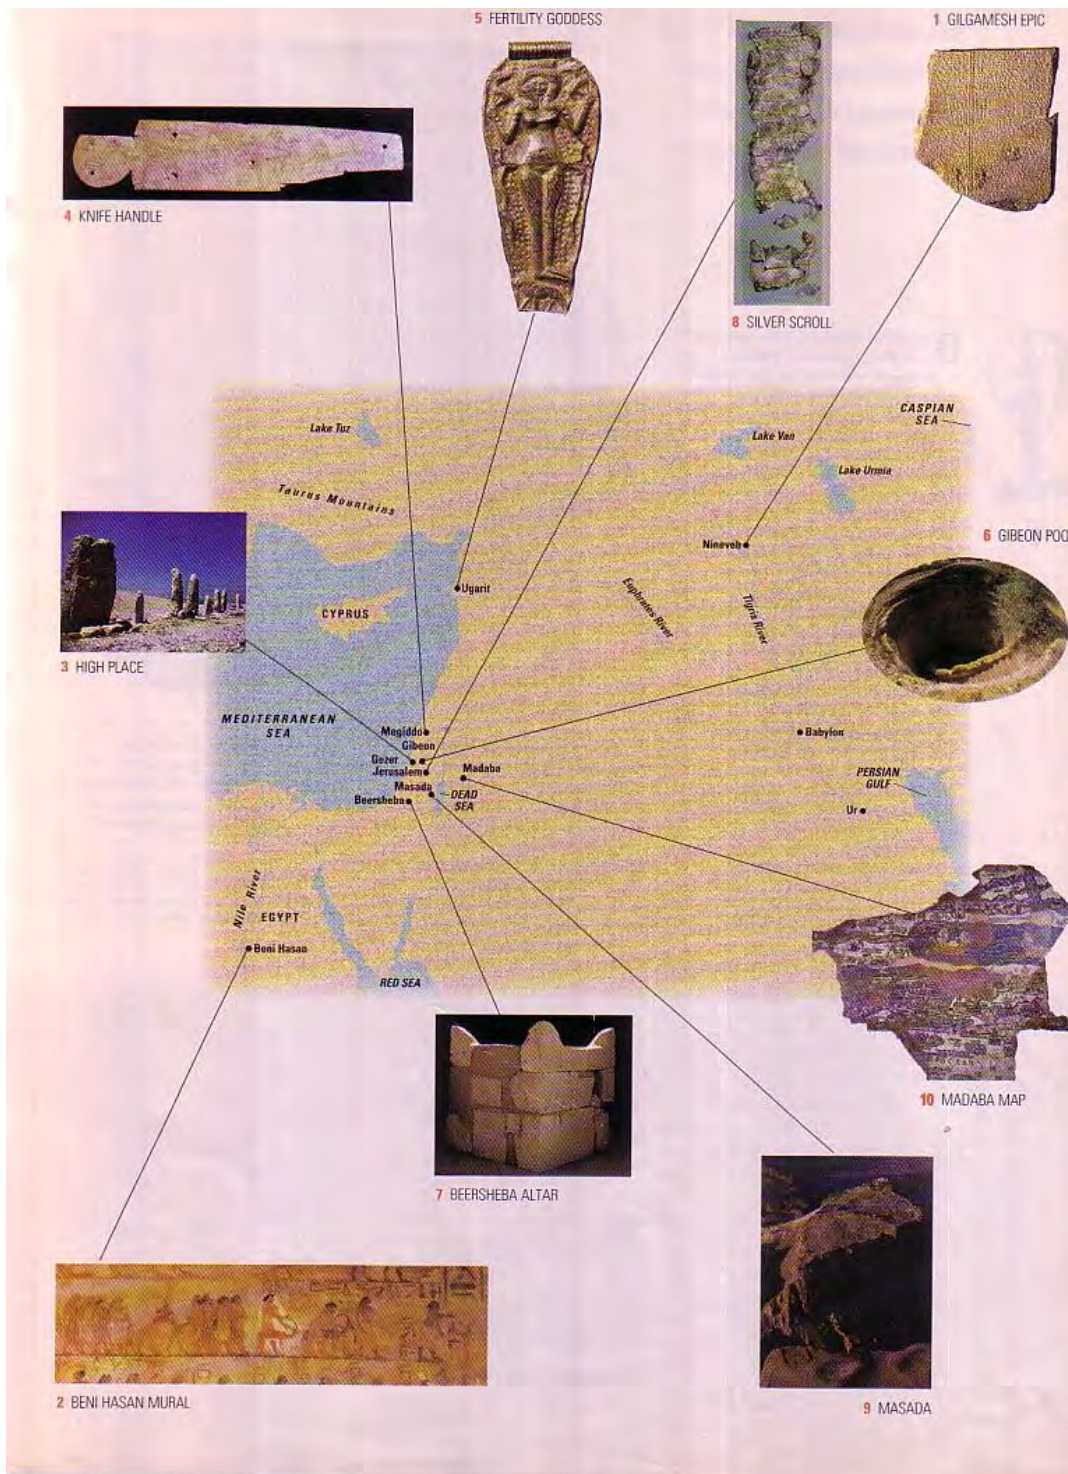 5 FERTILITY GODDESS
1 GILGAMESH EPIC
4 KNIFE HANDLE
8 SILVER SCROLL
CASPIAN
SEA
Lake Tuz
Lake Van
Lake Urmia
Taurus Mountains
6 GIBEON POO
Nineveh
Ugarit
Euphrates River
Tigris River
CYPRUS
3 HIGH PLACE
MEDITERRANEAN
SEA
Megiddo
Gibeon
Gezer
Jerusalem
Madaba
Masada
DEAD
SEA
Beersheba
Babylon
PERSIAN
GULF
Ur
Nile River
EGYPT
Beni Hasan
RED SEA
10 MADABA MAP
7 BEERSHEBA ALTAR
2 BENI HASAN MURAL
9 MASADA